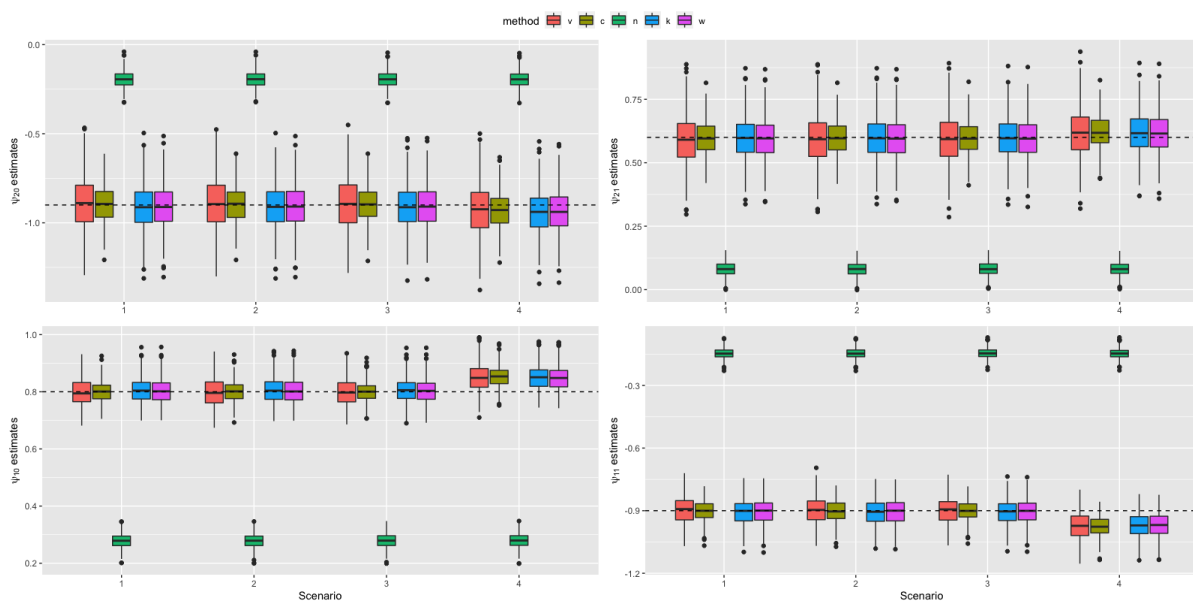 method v c n k w
ψ20 estimates
0.0
-0.5
-1.0
1 2 3 4
ψ21 estimates
0.75
0.50
0.25
0.00
1 2 3 4
ψ10 estimates
1.0
0.8
0.6
0.4
0.2
1 2 3 4
Scenario
ψ11 estimates
-0.3
-0.6
-0.9
-1.2
1 2 3 4
Scenario